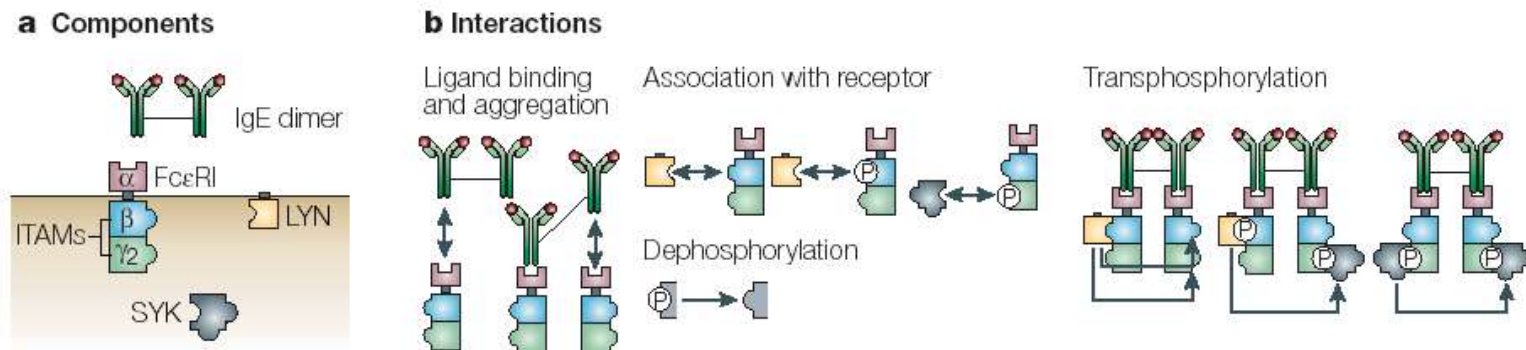 a Components
IgE dimer
α FcεRI
β
ITAMs
γ2
LYN
SYK
b Interactions
Ligand binding
and aggregation
Association with receptor
P
P
Dephosphorylation
P
Transphosphorylation
P
P
P
P